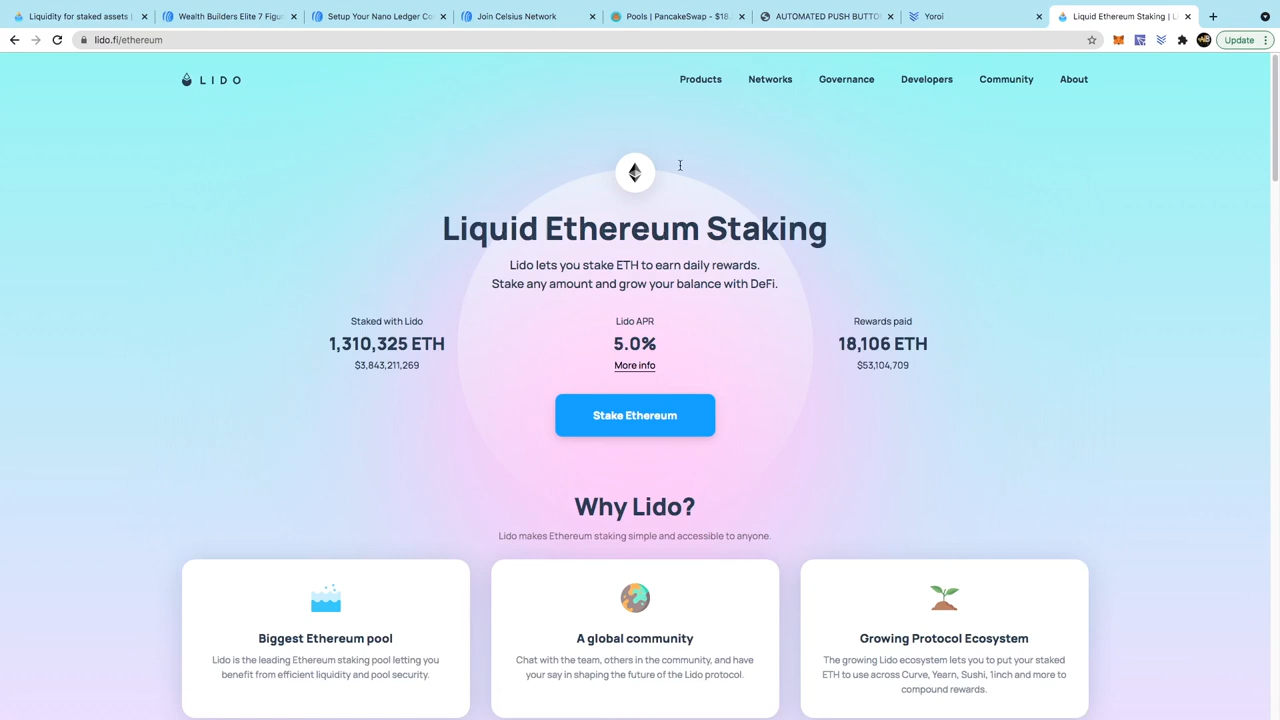 Liquidity for staked assets |
Wealth Builders Elite 7 Figu
Setup Your Nano Ledger Co
Join Celsius Network
Pools | PancakeSwap - $18.
AUTOMATED PUSH BUTTO
Yoroi
Liquid Ethereum Staking | L
lido.fi/ethereum
Update
LIDO
Products
Networks
Governance
Developers
Community
About
Liquid Ethereum Staking
Lido lets you stake ETH to earn daily rewards.
Stake any amount and grow your balance with DeFi.
Staked with Lido
1,310,325 ETH
$3,843,211,269
Lido APR
5.0%
More info
Rewards paid
18,106 ETH
$53,104,709
Stake Ethereum
Why Lido?
Lido makes Ethereum staking simple and accessible to anyone.
Biggest Ethereum pool
Lido is the leading Ethereum staking pool letting you
benefit from efficient liquidity and pool security.
A global community
Chat with the team, others in the community, and have
your say in shaping the future of the Lido protocol.
Growing Protocol Ecosystem
The growing Lido ecosystem lets you to put your staked
ETH to use across Curve, Yearn, Sushi, 1inch and more to
compound rewards.